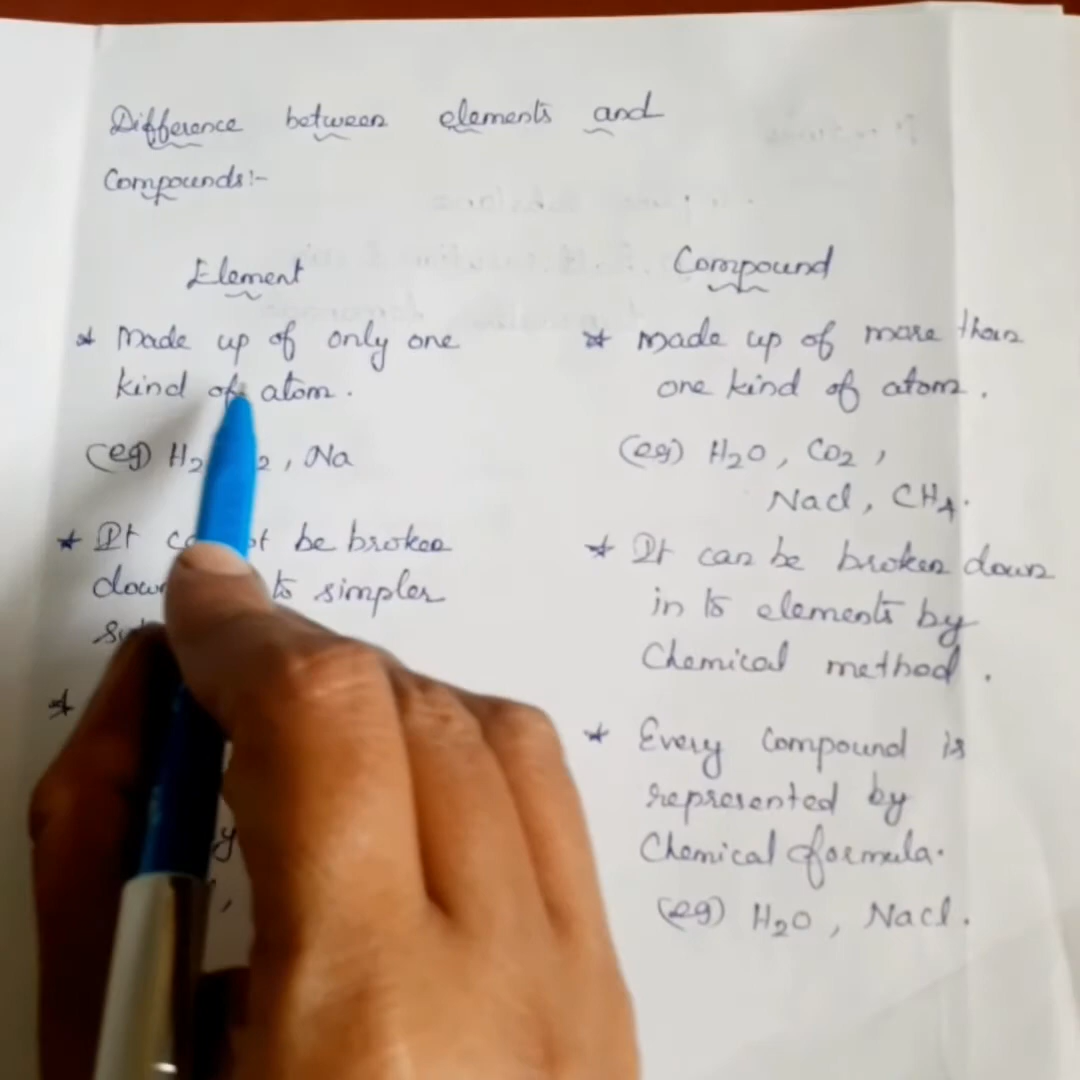 Difference between elements and
Compounds:-
Element
* Made up of only one
kind of atom.
(eg) H2 2, Na
* It be broken
to simpler
*
Compound
* made up of more than
one kind of atom.
(eg) H2O, CO2,
Nacl, CH4.
* It can be broken down
in to elements by
Chemical method.
* Every Compound is
represented by
Chemical formula.
(eg) H2O, Nacl.